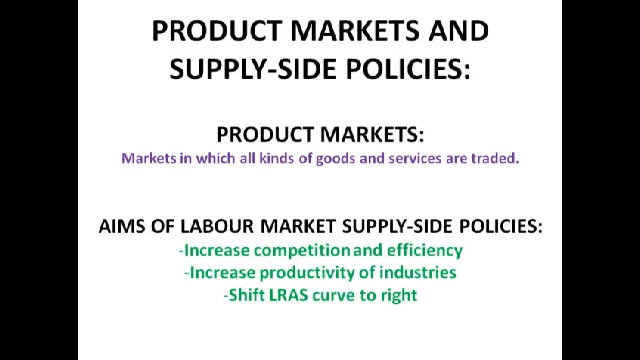 PRODUCT MARKETS AND
SUPPLY-SIDE POLICIES:
PRODUCT MARKETS:
Markets in which all kinds of goods and services are traded.
AIMS OF LABOUR MARKET SUPPLY-SIDE POLICIES:
-Increase competition and efficiency
-Increase productivity of industries
-Shift LRAS curve to right